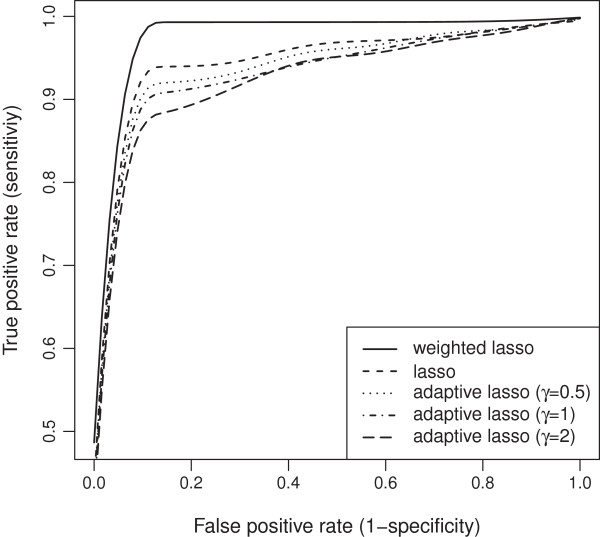 True positive rate (sensitiviy)
1.0
0.9
0.8
0.7
0.6
0.5
weighted lasso
lasso
adaptive lasso (γ=0.5)
adaptive lasso (γ=1)
adaptive lasso (γ=2)
0.0 0.2 0.4 0.6 0.8 1.0
False positive rate (1−specificity)